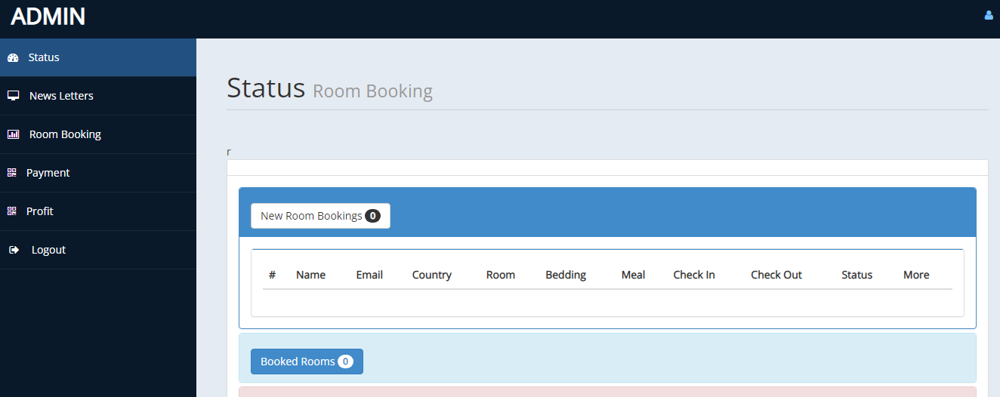 ADMIN
Status
News Letters
Room Booking
Payment
Profit
Logout
Status Room Booking
r
New Room Bookings 0
# Name Email Country Room Bedding Meal Check In Check Out Status More
Booked Rooms 0